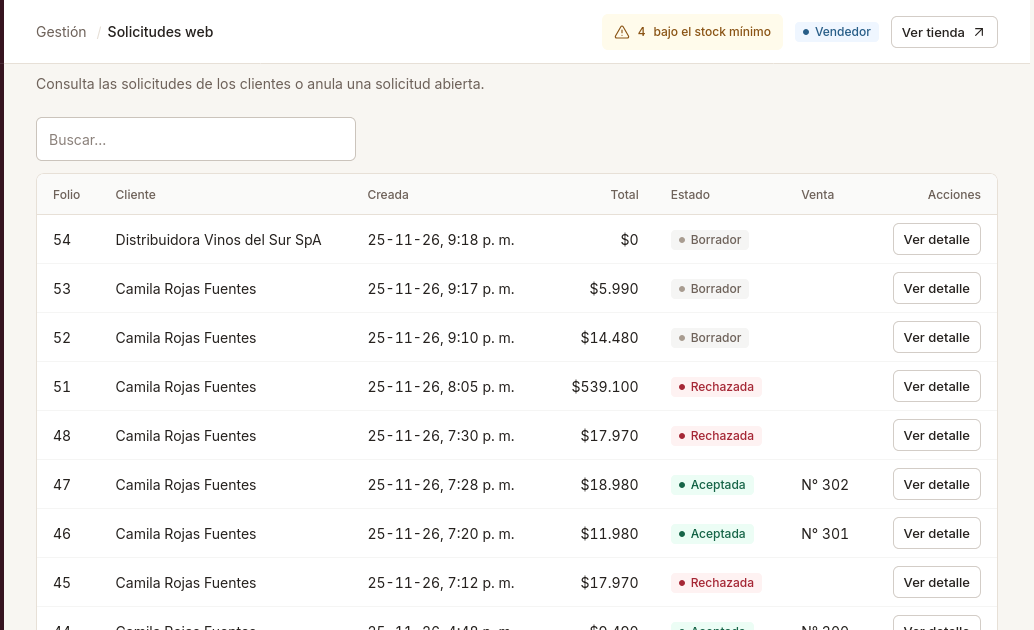 Gestión / Solicitudes web
4 bajo el stock mínimo
Vendedor
Ver tienda
Consulta las solicitudes de los clientes o anula una solicitud abierta.
Buscar...
Folio Cliente Creada Total Estado Venta Acciones
54 Distribuidora Vinos del Sur SpA 25-11-26, 9:18 p. m. $0 Borrador Ver detalle
53 Camila Rojas Fuentes 25-11-26, 9:17 p. m. $5.990 Borrador Ver detalle
52 Camila Rojas Fuentes 25-11-26, 9:10 p. m. $14.480 Borrador Ver detalle
51 Camila Rojas Fuentes 25-11-26, 8:05 p. m. $539.100 Rechazada Ver detalle
48 Camila Rojas Fuentes 25-11-26, 7:30 p. m. $17.970 Rechazada Ver detalle
47 Camila Rojas Fuentes 25-11-26, 7:28 p. m. $18.980 Aceptada N° 302 Ver detalle
46 Camila Rojas Fuentes 25-11-26, 7:20 p. m. $11.980 Aceptada N° 301 Ver detalle
45 Camila Rojas Fuentes 25-11-26, 7:12 p. m. $17.970 Rechazada Ver detalle
Camila Rojas Fuentes Aceptada Ver detalle